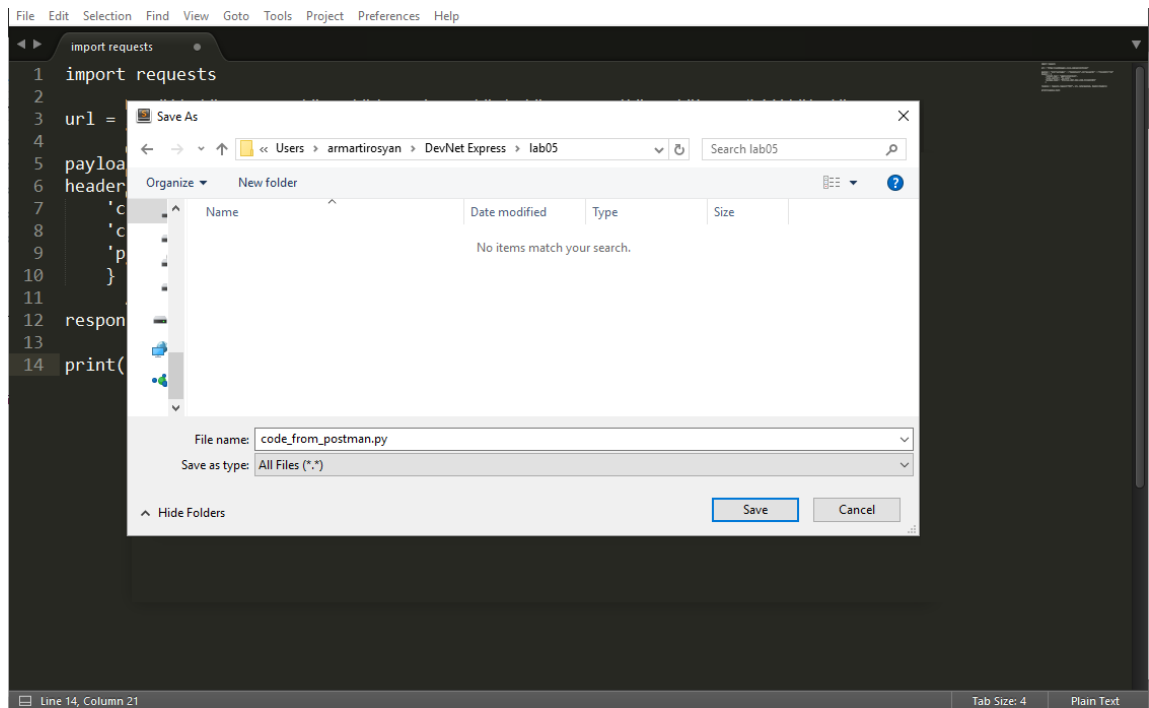 File Edit Selection Find View Goto Tools Project Preferences Help
import requests
1 import requests
2
3 url =
4
5 payloa
6 header
7 'c
8 'c
9 'p
10 }
11
12 respon
13
14 print(
Save As
« Users › armartirosyan › DevNet Express › lab05
Search lab05
Organize New folder
Name Date modified Type Size
No items match your search.
File name: code_from_postman.py
Save as type: All Files (*.*)
Hide Folders
Save Cancel
Line 14, Column 21 Tab Size: 4 Plain Text